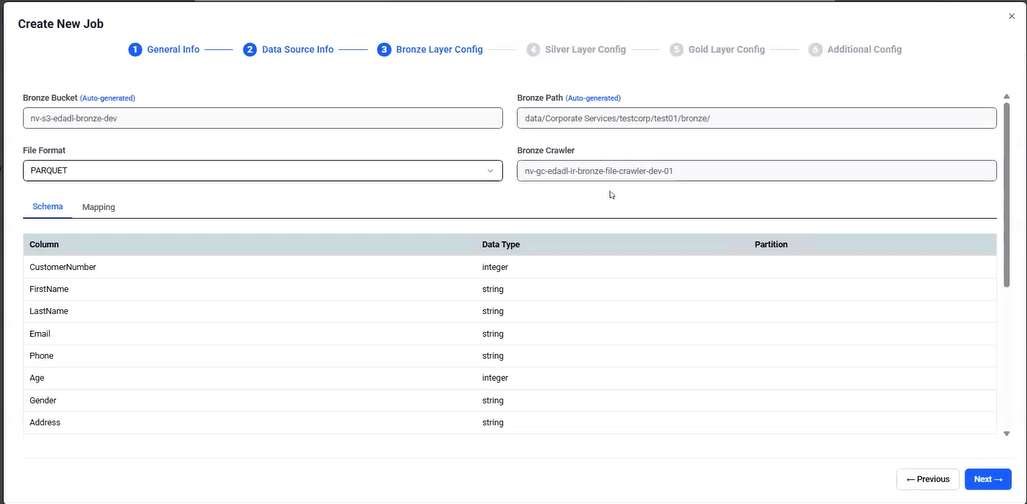 Create New Job
1 General Info 2 Data Source Info 3 Bronze Layer Config 4 Silver Layer Config 5 Gold Layer Config 6 Additional Config
Bronze Bucket (Auto-generated) Bronze Path (Auto-generated)
nv-s3-edadl-bronze-dev data/Corporate Services/testcorp/test01/bronze/
File Format Bronze Crawler
PARQUET nv-gc-edadl-ir-bronze-file-crawler-dev-01
Schema Mapping
Column Data Type Partition
CustomerNumber integer
FirstName string
LastName string
Email string
Phone string
Age integer
Gender string
Address string
← Previous Next →